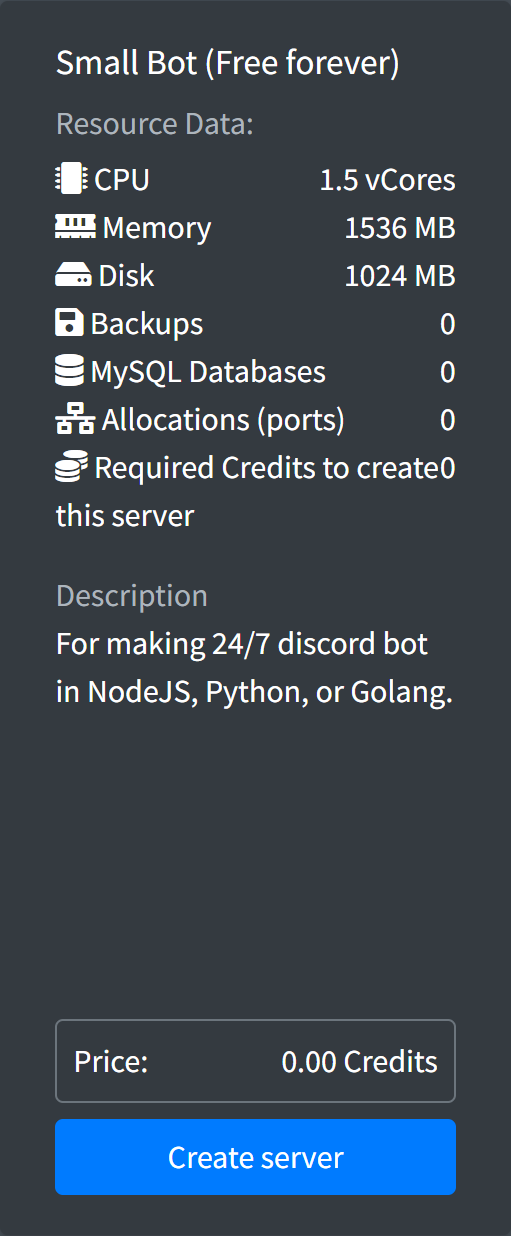 Small Bot (Free forever)
Resource Data:
CPU 1.5 vCores
Memory 1536 MB
Disk 1024 MB
Backups 0
MySQL Databases 0
Allocations (ports) 0
Required Credits to create 0
this server
Description
For making 24/7 discord bot
in NodeJS, Python, or Golang.
Price: 0.00 Credits
Create server